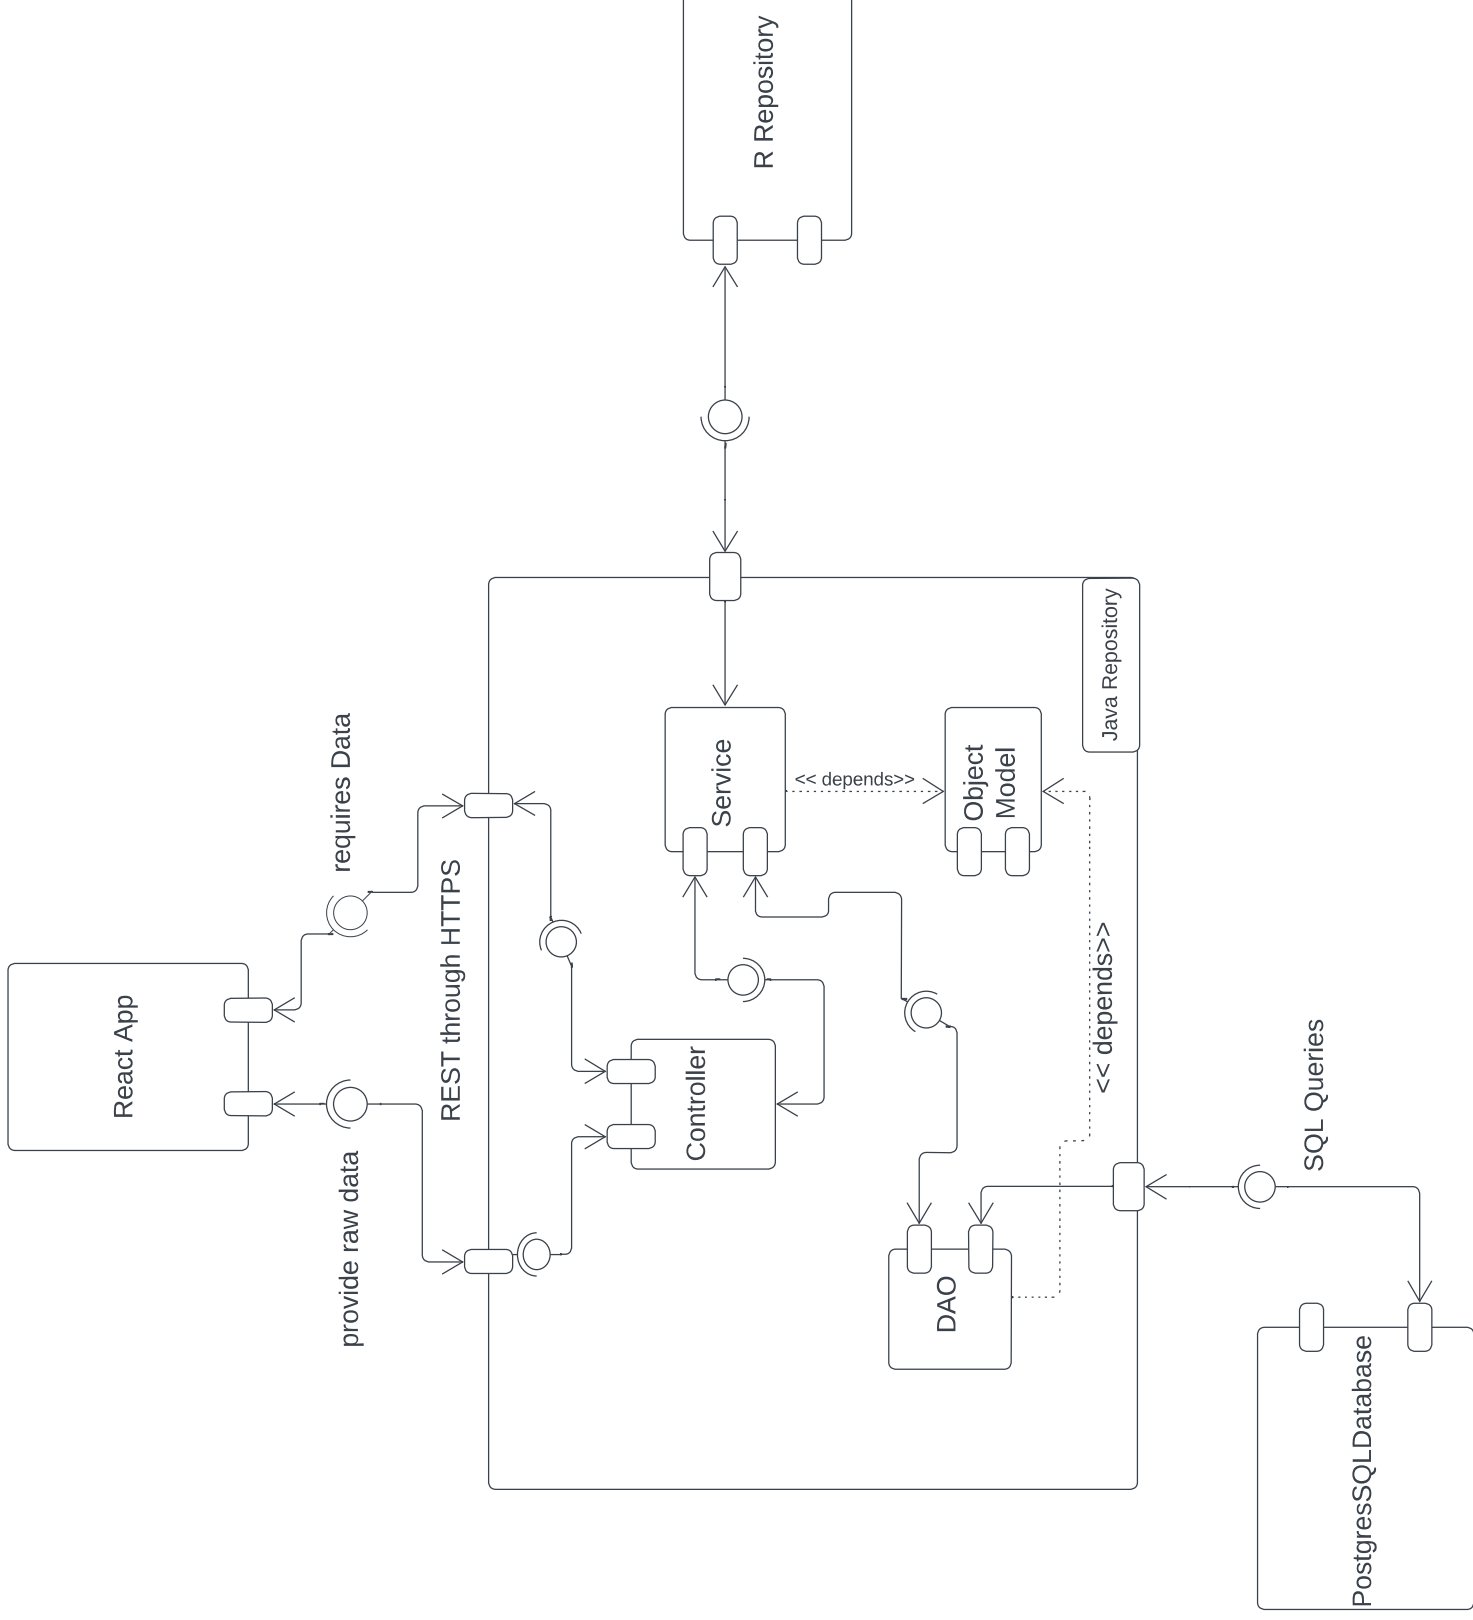 R Repository
Java Repository
requires Data
Service
<< depends>>
Object
Model
REST through HTTPS
React App
<< depends>>
Controller
SQL Queries
provide raw data
DAO
PostgresSQLDatabase